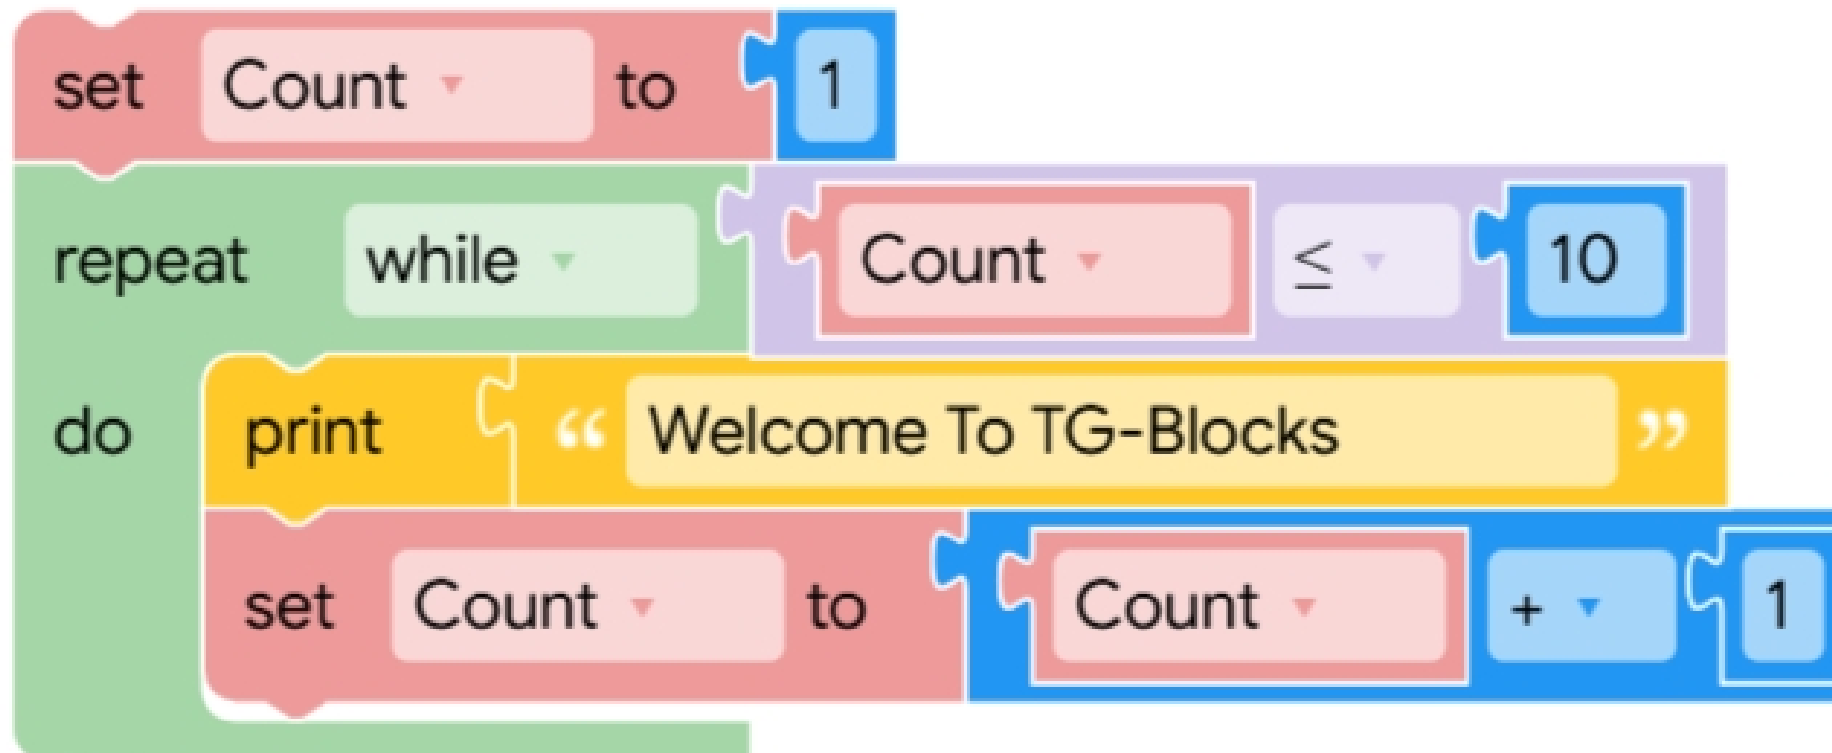 set Count to 1
repeat while Count ≤ 10
do print “ Welcome To TG-Blocks ”
set Count to Count + 1